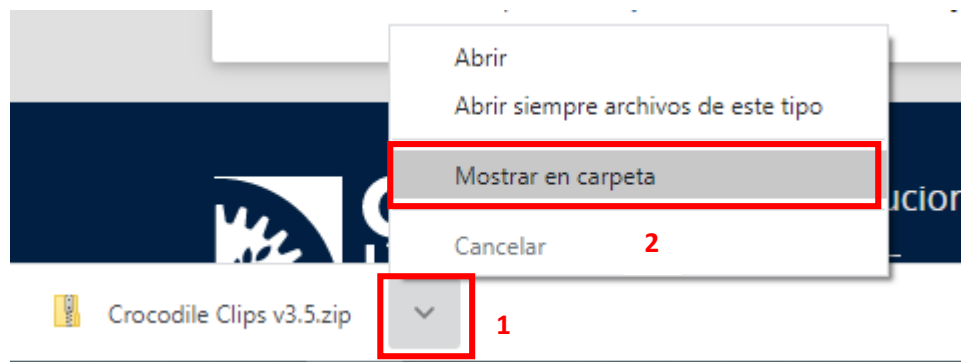 Abrir
Abrir siempre archivos de este tipo
Mostrar en carpeta
Cancelar
2
Crocodile Clips v3.5.zip
1